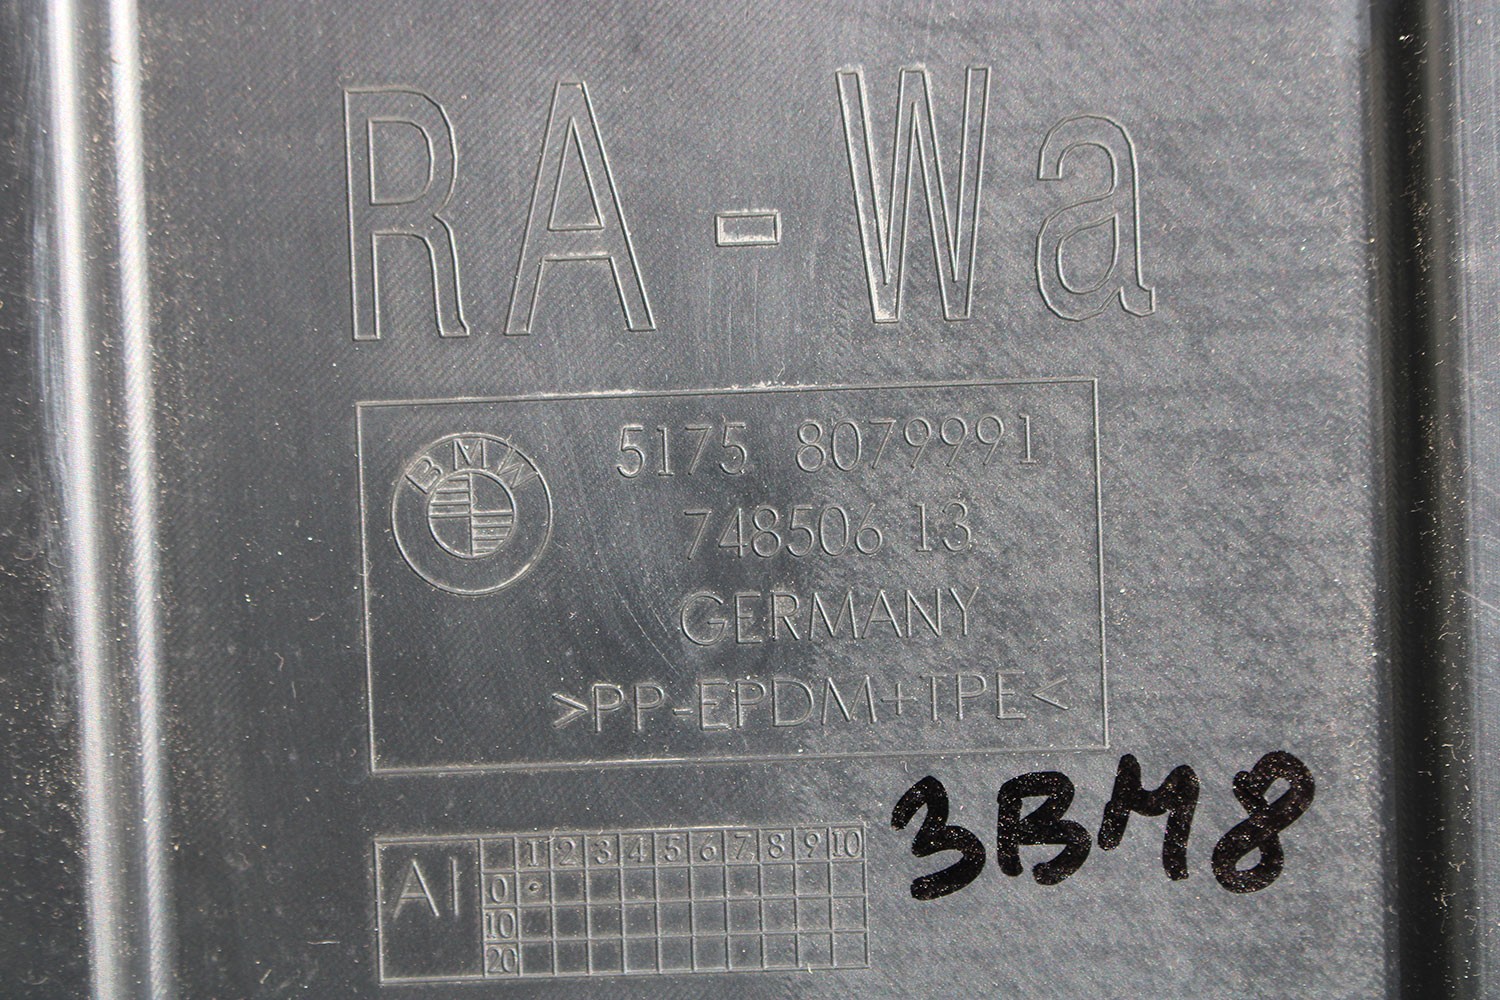 RA-Wa
BMW
5175 8079991
748506 13
GERMANY
>PP-EPDM+TPE<
3BM8
AI
1 2 3 4 5 6 7 8 9 10
0
10
20